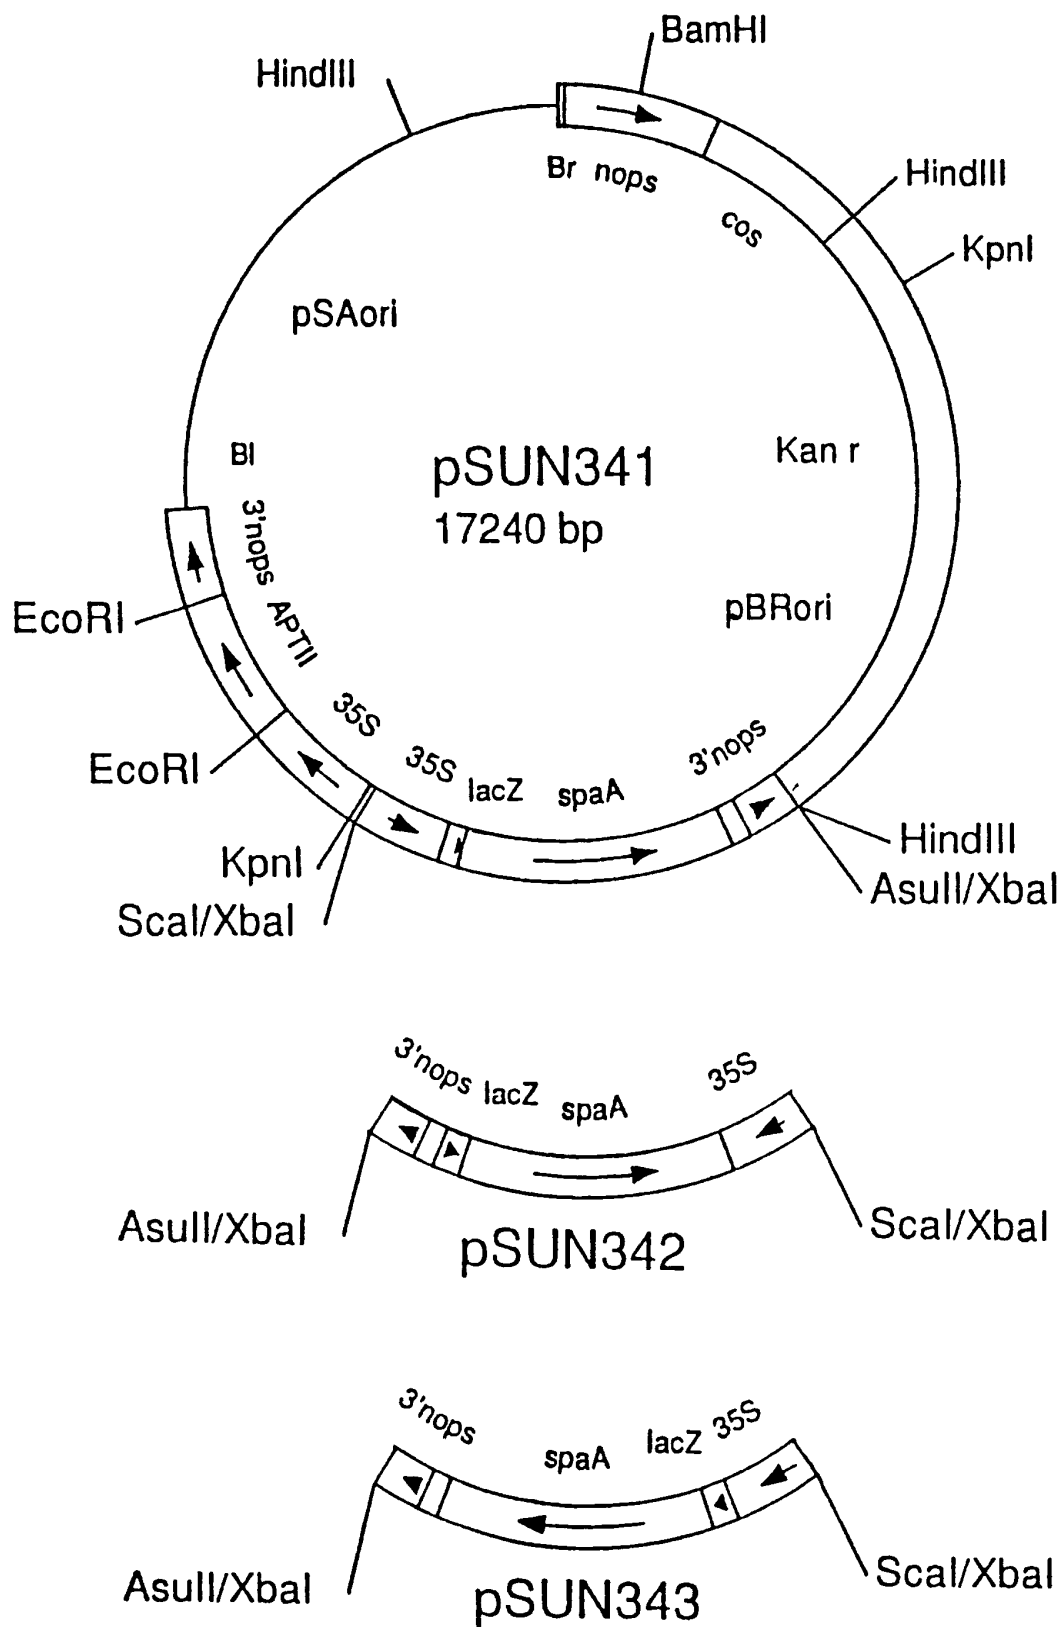 BamHI
HindIII
Br nops
cos
HindIII
KpnI
pSAori
BI
pSUN341
17240 bp
Kan r
3'nops
APTII
pBRori
EcoRI
35S
35S
lacZ
spaA
3'nops
EcoRI
KpnI
ScaI/XbaI
HindIII
AsuII/XbaI
3'nops
lacZ
spaA
35S
AsuII/XbaI
ScaI/XbaI
pSUN342
3'nops
spaA
lacZ
35S
AsuII/XbaI
ScaI/XbaI
pSUN343